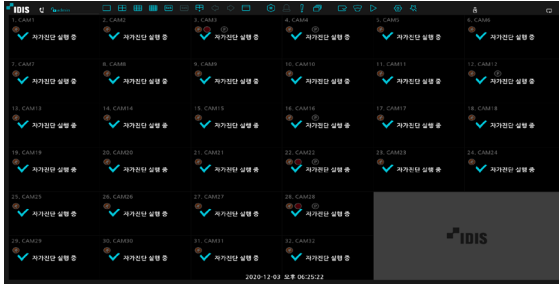 IDIS
1. CAM1 2. CAM2 3. CAM3 4. CAM4 5. CAM5 6. CAM6
자가진단 실행 중 자가진단 실행 중 자가진단 실행 중 자가진단 실행 중 자가진단 실행 중 자가진단 실행 중
7. CAM7 8. CAM8 9. CAM9 10. CAM10 11. CAM11 12. CAM12
자가진단 실행 중 자가진단 실행 중 자가진단 실행 중 자가진단 실행 중 자가진단 실행 중 자가진단 실행 중
13. CAM13 14. CAM14 15. CAM15 16. CAM16 17. CAM17 18. CAM18
자가진단 실행 중 자가진단 실행 중 자가진단 실행 중 자가진단 실행 중 자가진단 실행 중 자가진단 실행 중
19. CAM19 20. CAM20 21. CAM21 22. CAM22 23. CAM23 24. CAM24
자가진단 실행 중 자가진단 실행 중 자가진단 실행 중 자가진단 실행 중 자가진단 실행 중 자가진단 실행 중
25. CAM25 26. CAM26 27. CAM27 28. CAM28
자가진단 실행 중 자가진단 실행 중 자가진단 실행 중 자가진단 실행 중
IDIS
29. CAM29 30. CAM30 31. CAM31 32. CAM32
자가진단 실행 중 자가진단 실행 중 자가진단 실행 중 자가진단 실행 중
2020-12-03 오후 06:25:22